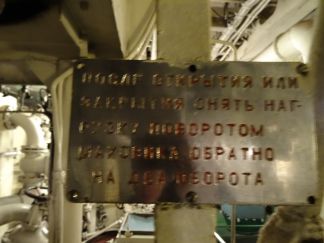 ПОСЛЕ ОТКРЫТИЯ ИЛИ
ЗАКРЫТИЯ СНЯТЬ НАГ-
РУЗКУ ПОВОРОТОМ
МАХОВИКА ОБРАТНО
НА ДВА ОБОРОТА